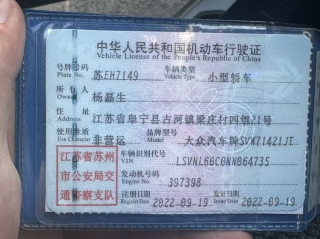 中华人民共和国机动车行驶证
Vehicle License of the People's Republic of China
号牌号码 苏EH7149 车辆类型 小型轿车
Plate No. Vehicle Type
所有人 杨磊生
Owner
住址 江苏省阜宁县古河镇梁庄村四组21号
Address
使用性质 非营运 品牌型号 大众汽车牌SVW71421JT
Use Character
江苏省苏州 车辆识别代号 LSVNL66C0NN064735
VIN
市公安局交 发动机号码 397398
通警察支队 注册日期 2022-09-19 发证日期 2022-09-19
Register Date Issue Date